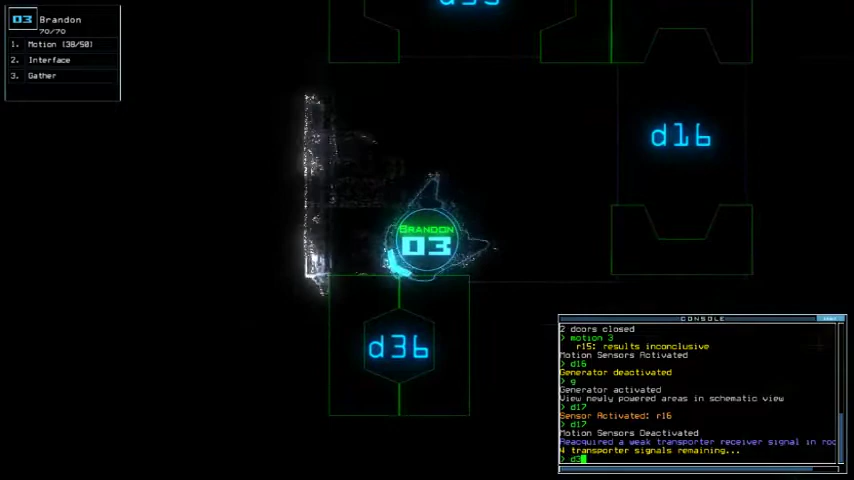 03 Brandon
70/70
1. Motion (38/50)
2. Interface
3. Gather
d16
BRANDON
03
d36
CONSOLE
2 doors closed
> motion 3
r15: results inconclusive
Motion Sensors Activated
> d16
Generator deactivated
> g
Generator activated
View newly powered areas in schematic view
> d17
Sensor Activated: r16
> d17
Motion Sensors Deactivated
Reacquired a weak transporter receiver signal in roo
4 transporter signals remaining...
> d3